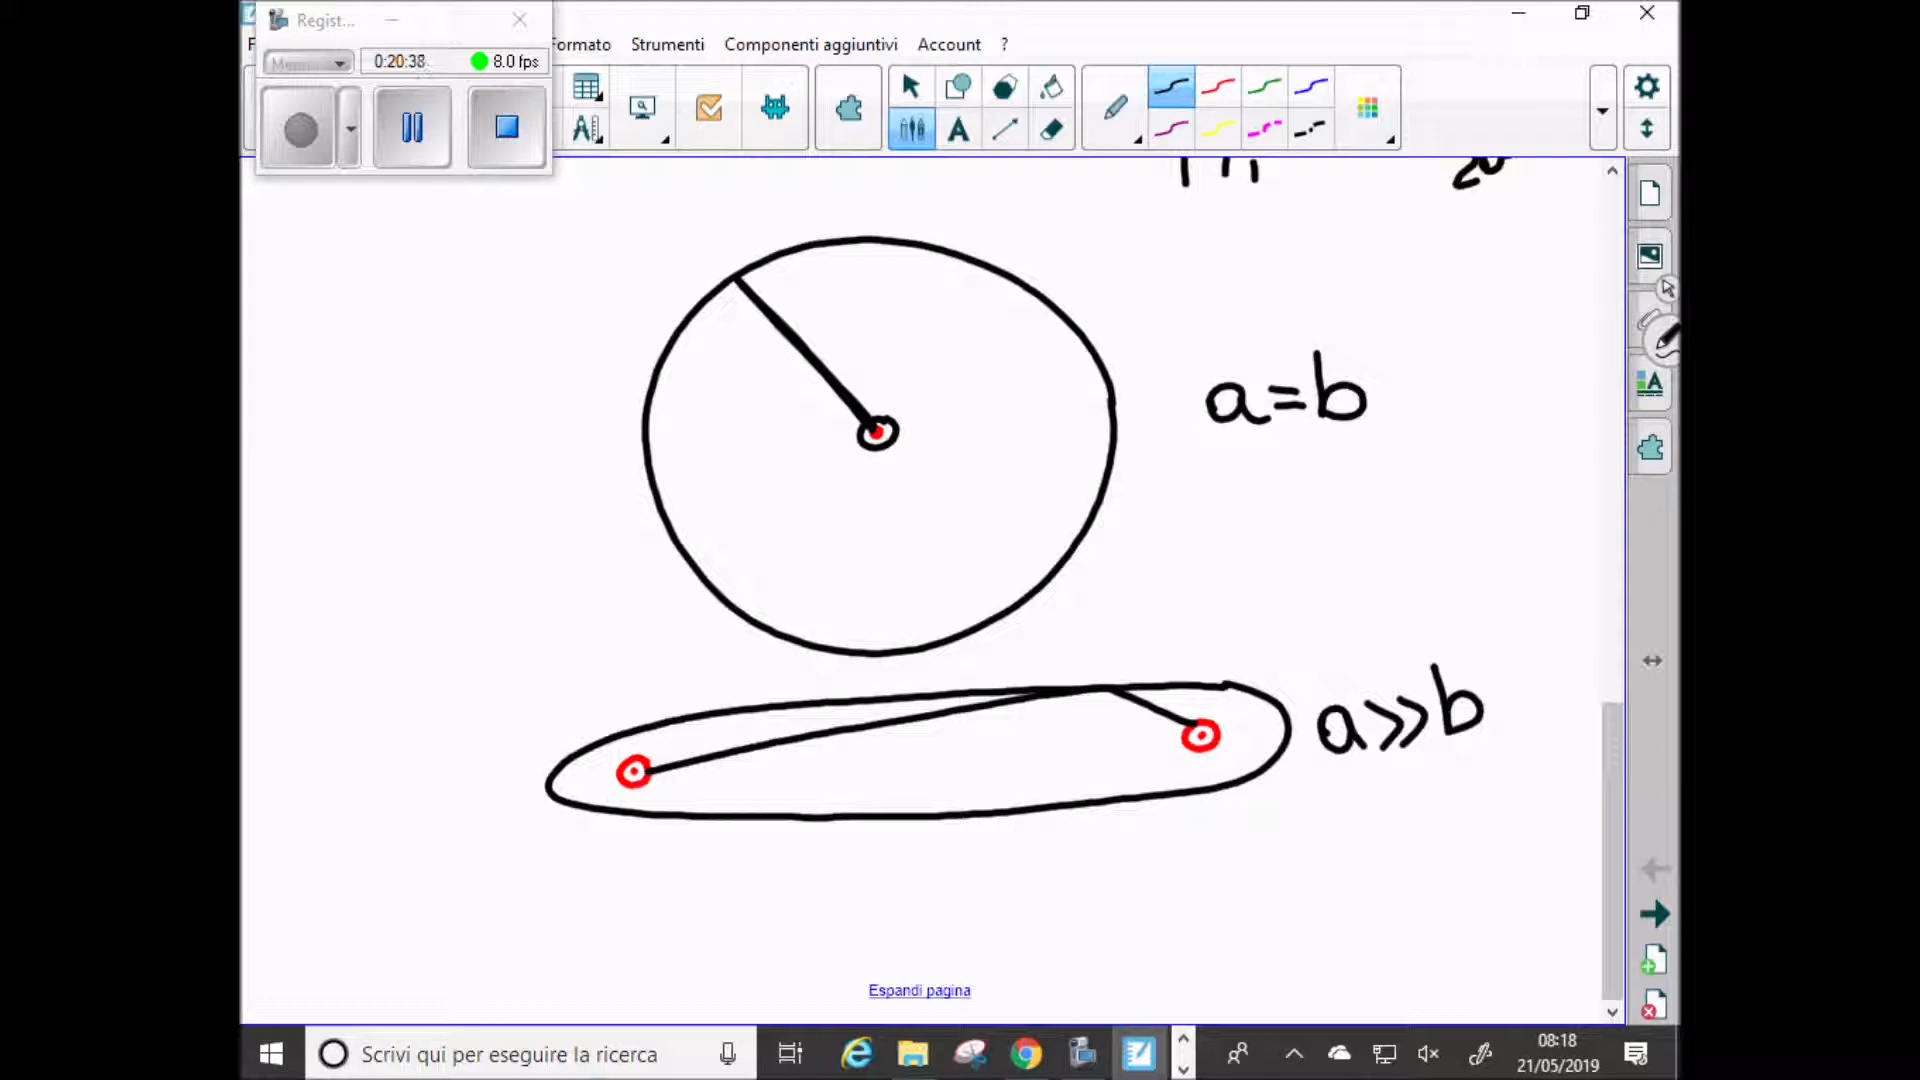 Regist...
0:20:38
8.0 fps
Formato Strumenti Componenti aggiuntivi Account ?
a=b
a>>b
Espandi pagina
Scrivi qui per eseguire la ricerca
08:18
21/05/2019